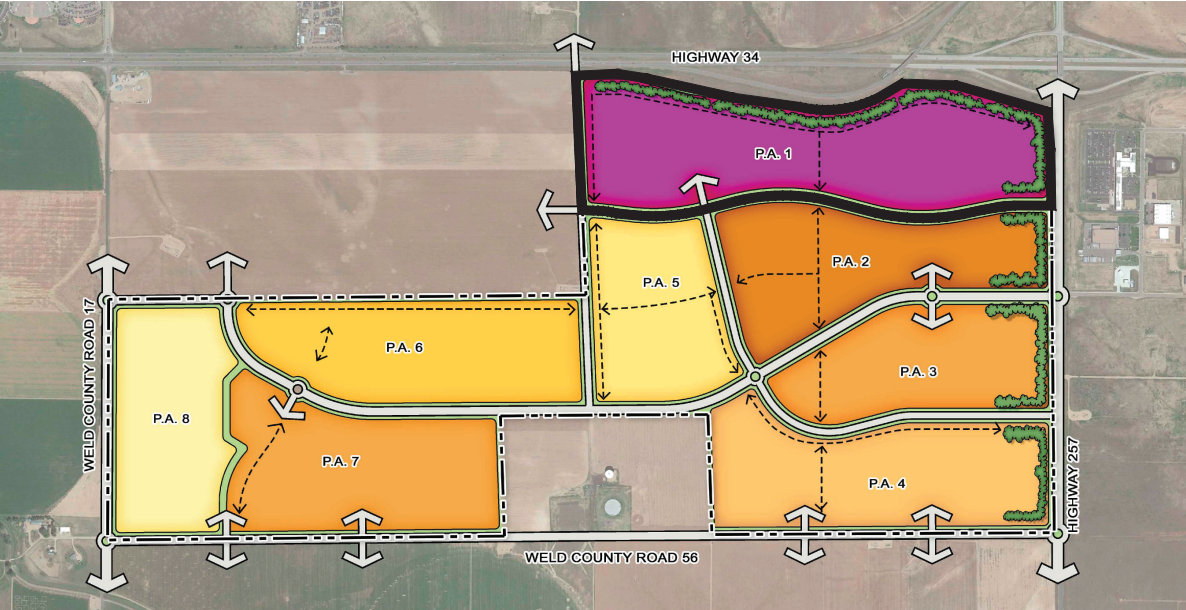 HIGHWAY 34
P.A. 1
P.A. 2
P.A. 5
P.A. 6
P.A. 3
P.A. 8
P.A. 7
P.A. 4
WELD COUNTY ROAD 17
HIGHWAY 257
WELD COUNTY ROAD 56